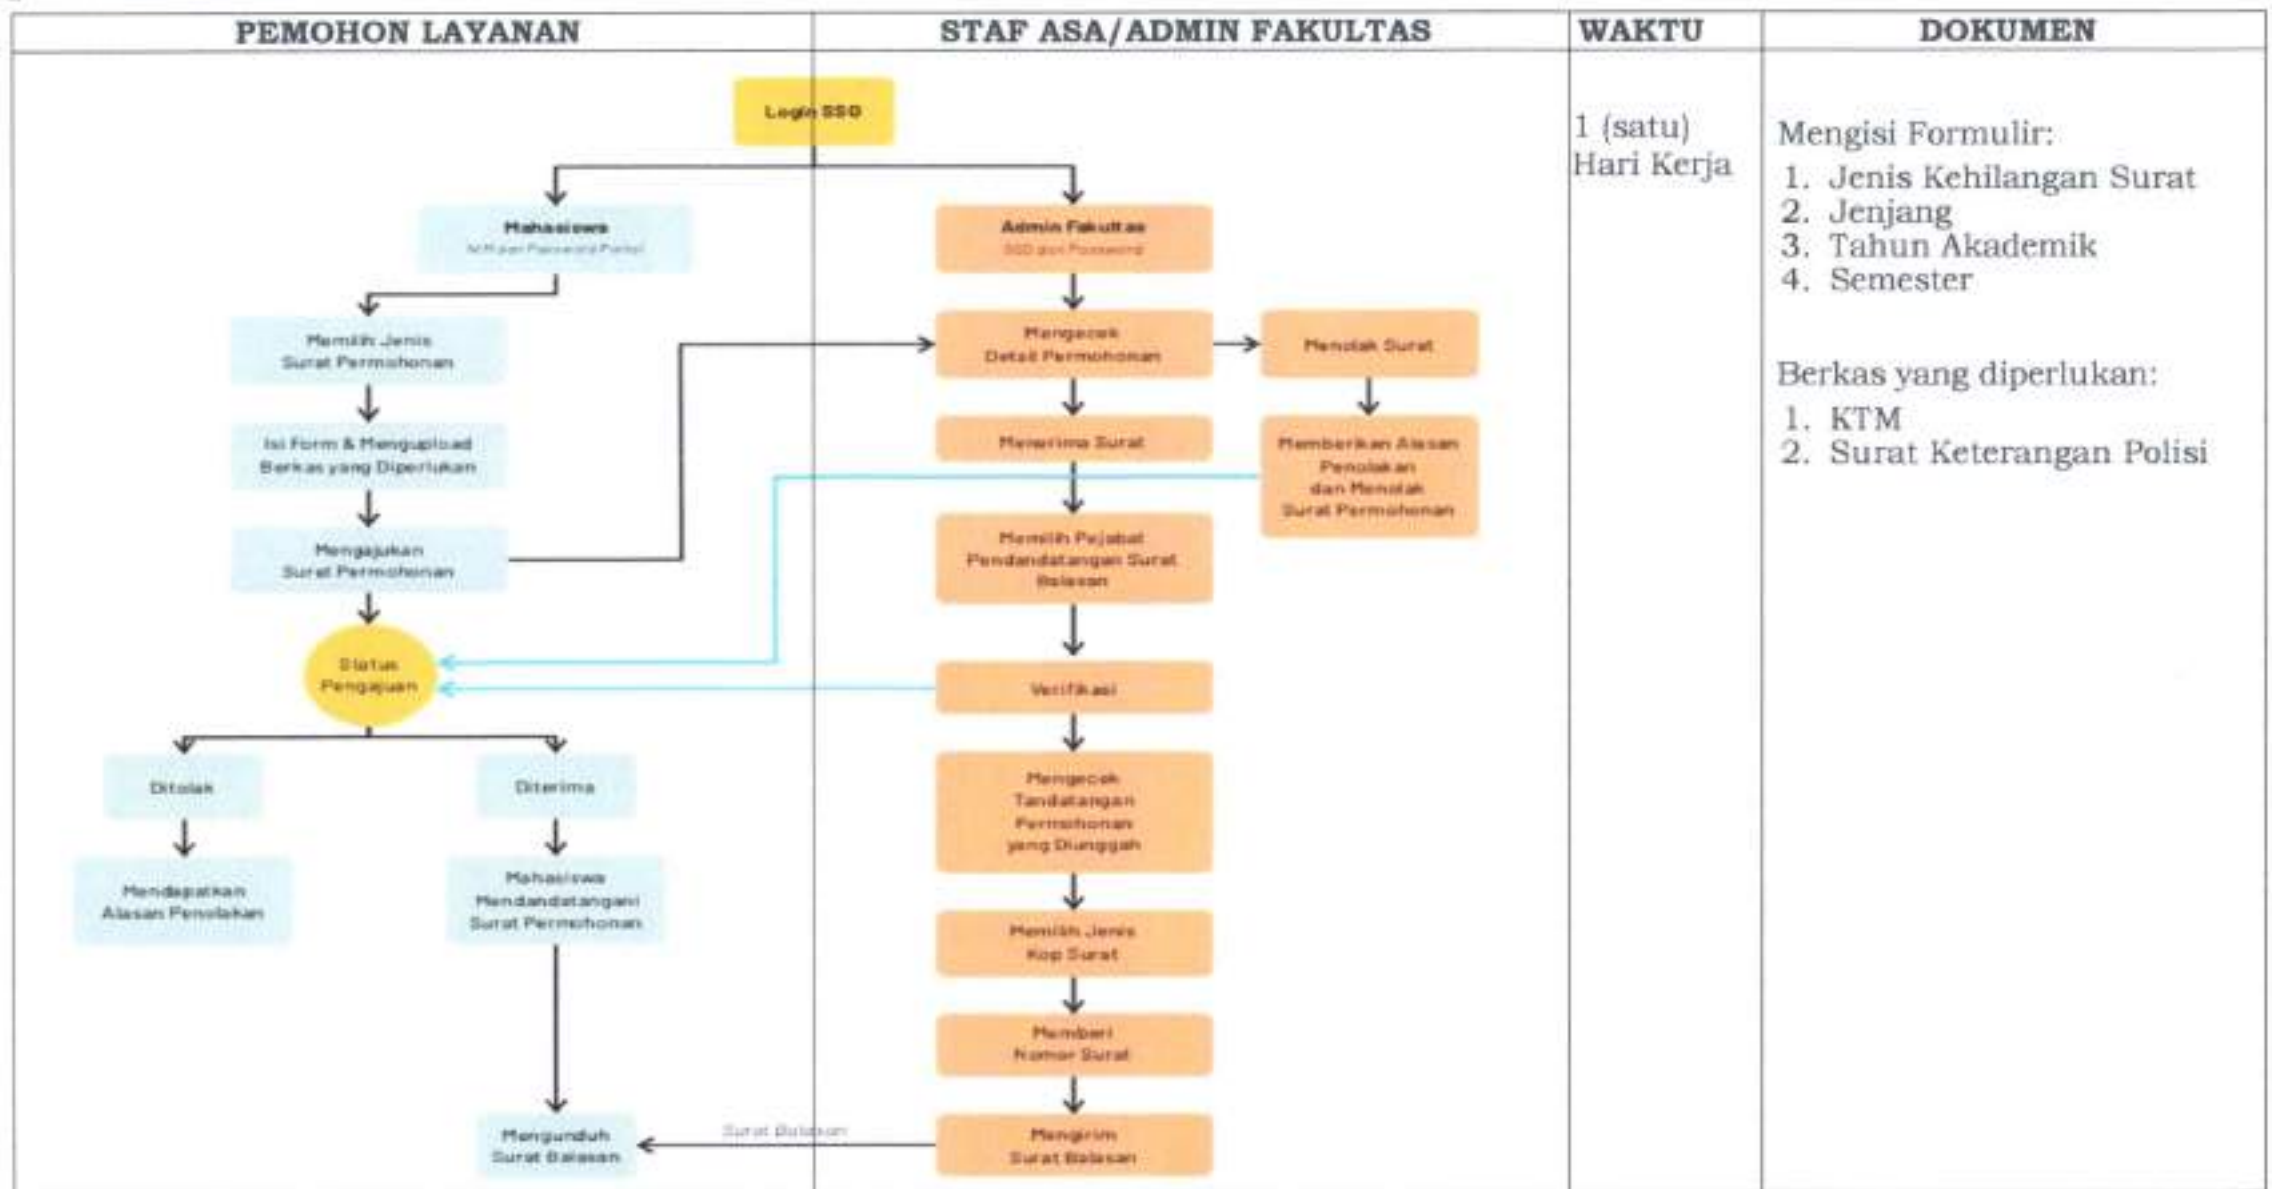 PEMOHON LAYANAN
STAF ASA/ADMIN FAKULTAS
WAKTU
DOKUMEN
Login SSO
Mahasiswa
NIM dan Password Portal
Memilih Jenis
Surat Permohonan
Isi Form & Mengupload
Berkas yang Diperlukan
Mengajukan
Surat Permohonan
Status
Pengajuan
Ditolak
Mendapatkan
Alasan Penolakan
Diterima
Mahasiswa
Mendandatangani
Surat Permohonan
Mengunduh
Surat Balasan
Surat Balasan
Admin Fakultas
SSO dan Password
Mengecek
Detail Permohonan
Menolak Surat
Memberikan Alasan
Penolakan
dan Menolak
Surat Permohonan
Menerima Surat
Memilih Pejabat
Pendandatangan Surat
Balasan
Verifikasi
Mengecek
Tandatangan
Permohonan
yang Diunggah
Memilih Jenis
Kop Surat
Memberi
Nomor Surat
Mengirim
Surat Balasan
1 (satu)
Hari Kerja
Mengisi Formulir:
1. Jenis Kehilangan Surat
2. Jenjang
3. Tahun Akademik
4. Semester
Berkas yang diperlukan:
1. KTM
2. Surat Keterangan Polisi